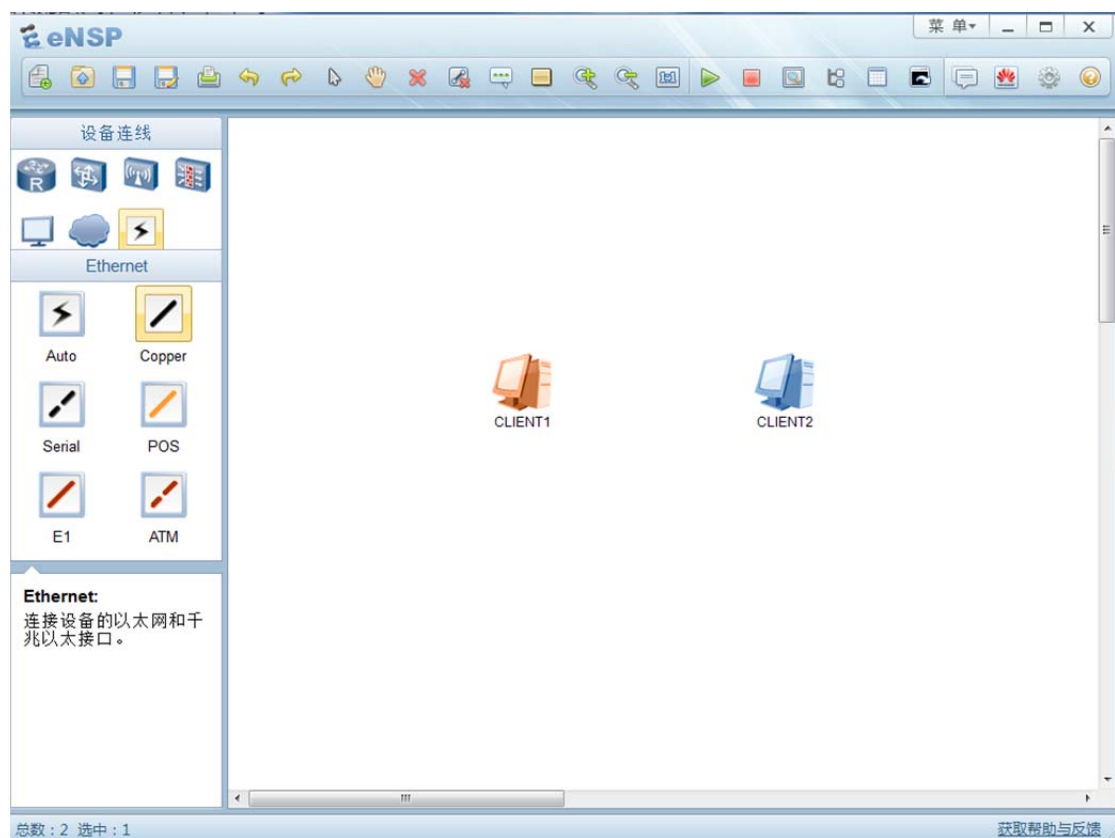 eNSP
菜 单
设备连线
R
Ethernet
Auto
Copper
Serial
POS
E1
ATM
Ethernet:
连接设备的以太网和千
兆以太接口。
CLIENT1
CLIENT2
总数：2 选中：1
获取帮助与反馈